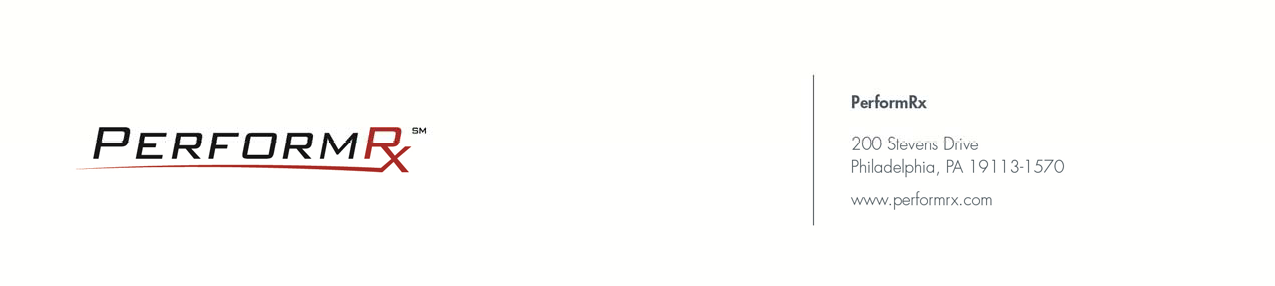 PERFORMRx SM
PerformRx
200 Stevens Drive
Philadelphia, PA 19113-1570
www.performrx.com